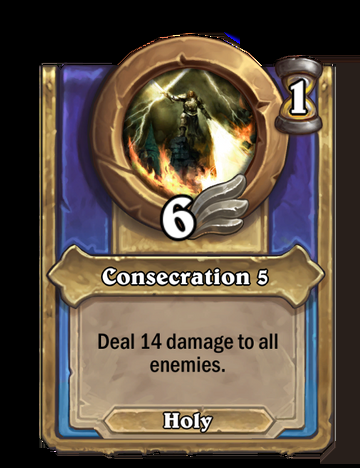 1
6
Consecration 5
Deal 14 damage to all
enemies.
Holy